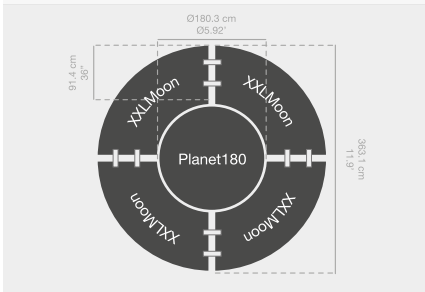 Ø180.3 cm
Ø5.92'
91.4 cm
36"
XXLMoon
XXLMoon
363.1 cm
11.9'
Planet180
XXLMoon
XXLMoon